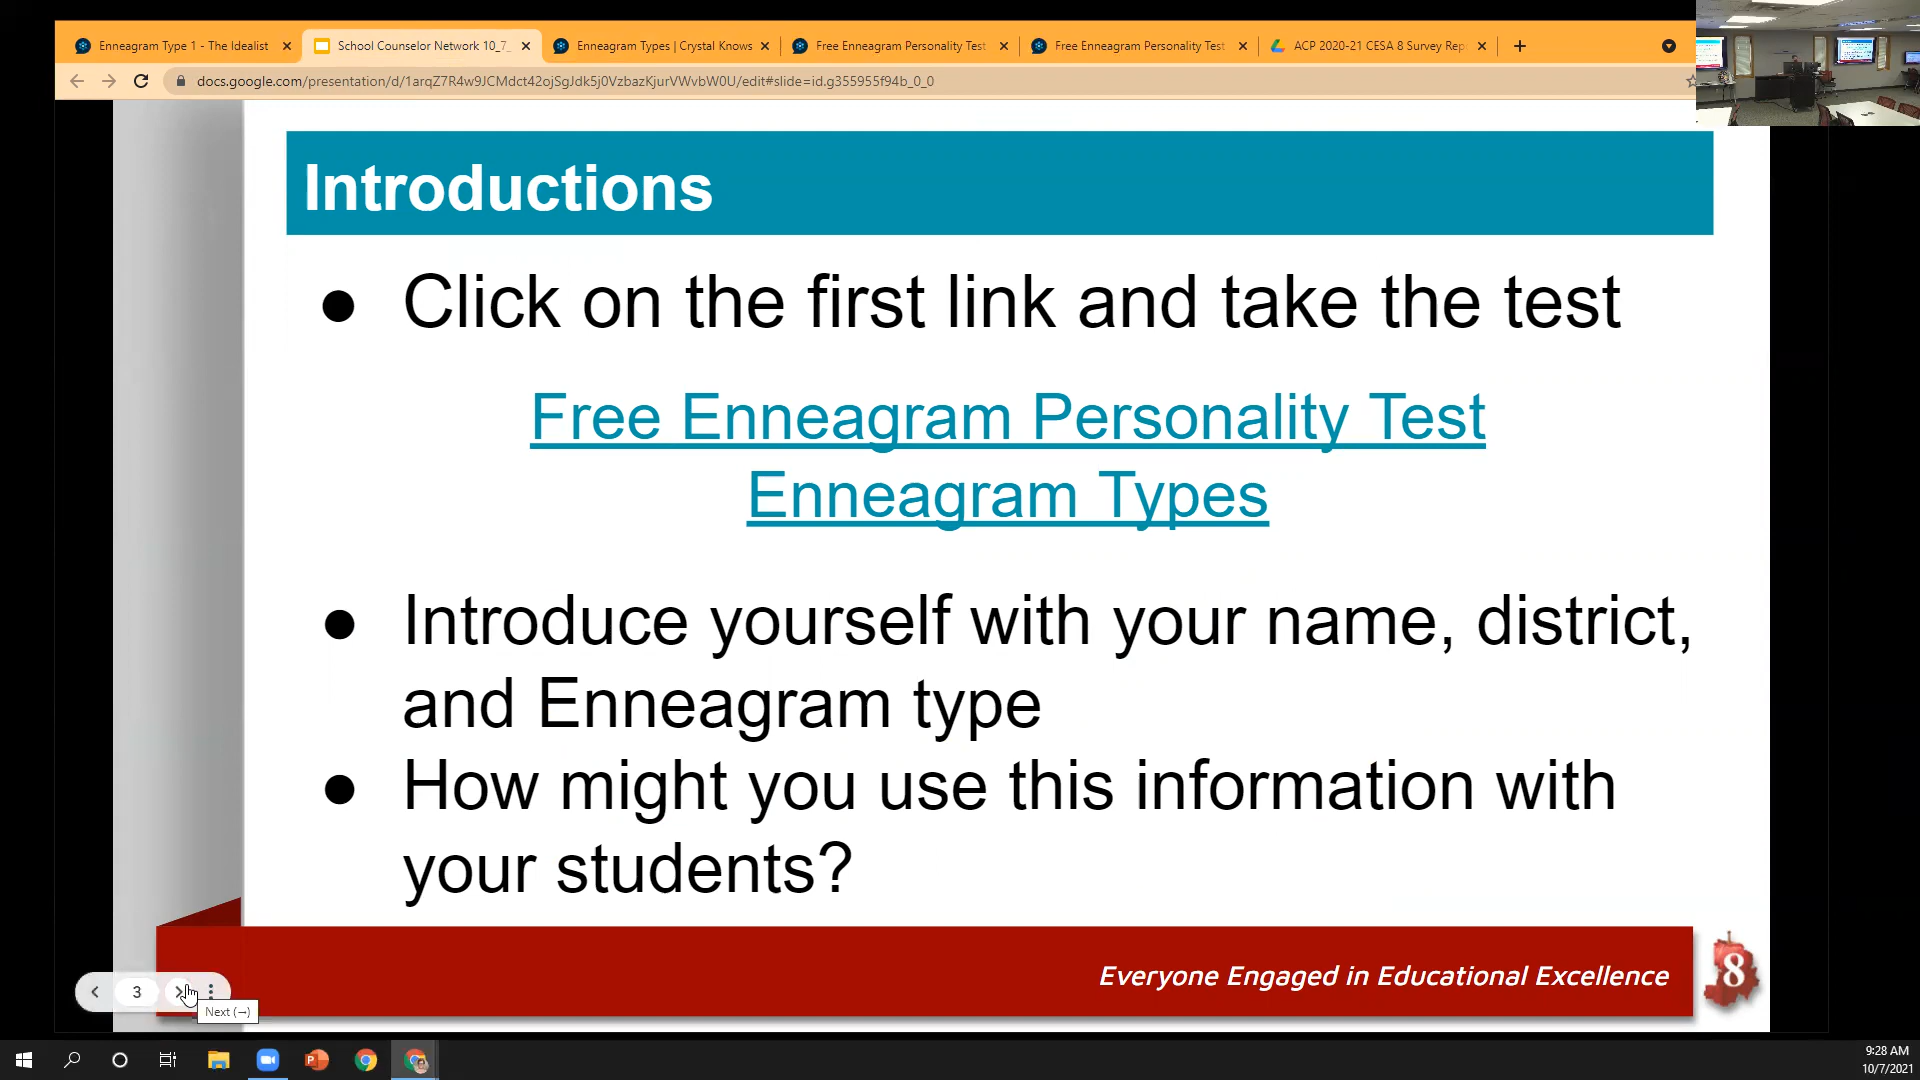 Enneagram Type 1 - The Idealist
School Counselor Network 10_7_
Enneagram Types | Crystal Knows
Free Enneagram Personality Test
Free Enneagram Personality Test
ACP 2020-21 CESA 8 Survey Rep
docs.google.com/presentation/d/1arqZ7R4w9JCMdct42ojSgJdk5j0VzbazKjurVWvbW0U/edit#slide=id.g355955f94b_0_0
Introductions
● Click on the first link and take the test
Free Enneagram Personality Test
Enneagram Types
● Introduce yourself with your name, district,
and Enneagram type
● How might you use this information with
your students?
Everyone Engaged in Educational Excellence
8
3
Next (→)
9:28 AM
10/7/2021